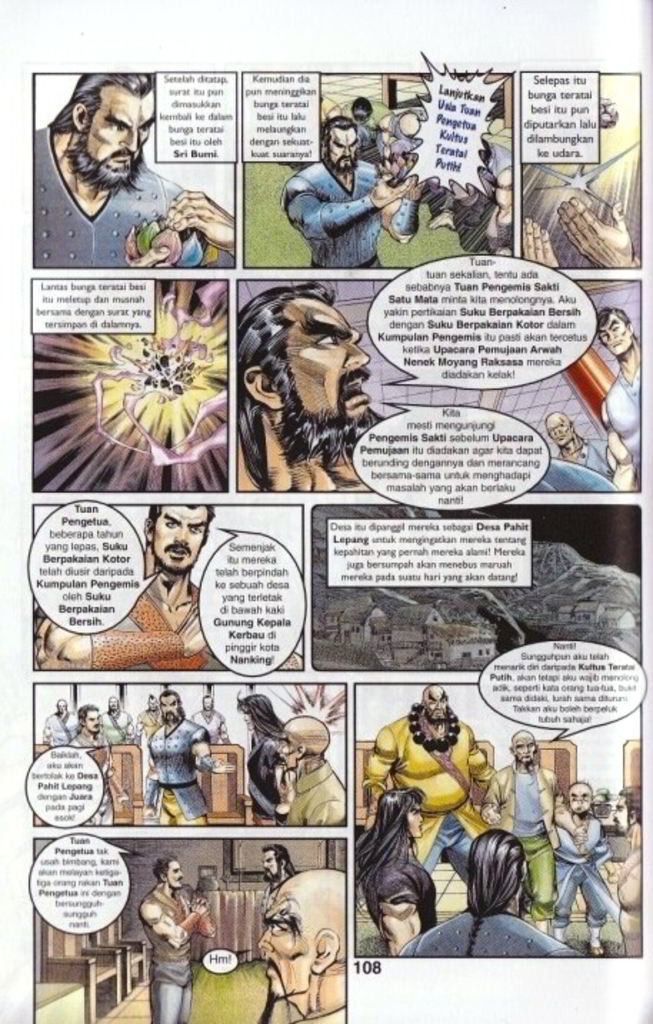 Setelah ditatap,
surat itu pun
dimasukkan
kembali ke dalam
bunga teratai
besi itu oleh
Sri Bumi.
Kemudian dia
pun meninggikan
bunga teratai
besi itu lalu
melaungkan
dengan sekuat-
kuat suaranya!
Lanjutkan
Usia Tuan
Pengetua
Kultus
Teratai
Putih!
Selepas itu
bunga teratai
besi itu pun
diputarkan lalu
dilambungkan
ke udara.
Lantas bunga teratai besi itu
meletup dan musnah
bersama dengan surat yang
tersimpan di dalamnya.
Tuan-
tuan sekalian, tentu ada
sebabnya Tuan Pengemis Sakti
Satu Mata minta kita menolongnya. Aku
yakin pertikaian Suku Berpakaian Bersih
dengan Suku Berpakaian Kotor dalam
Kumpulan Pengemis itu pasti akan tercetus
ketika Upacara Pemujaan Arwah
Nenek Moyang Raksasa mereka
diadakan kelak!
Kita
mesti mengunjungi
Pengemis Sakti sebelum Upacara
Pemujaan itu diadakan agar kita dapat
berunding dengannya dan merancang
bersama-sama untuk menghadapi
masalah yang akan berlaku
nanti!
Tuan
Pengetua,
beberapa tahun
yang lepas, Suku
Berpakaian Kotor
telah diusir daripada
Kumpulan Pengemis
oleh Suku
Berpakaian
Bersih.
Semenjak
itu mereka
telah berpindah
ke sebuah desa
yang terletak
di bawah kaki
Gunung Kepala
Kerbau di
pinggir kota
Nanking!
Desa itu dipanggil mereka sebagai Desa Pahit
Lepang untuk mengingatkan mereka tentang
kepahitan yang pernah mereka alami! Mereka
juga bersumpah akan menebus maruah
mereka pada suatu hari yang akan datang!
Baiklah,
aku akan
bertolak ke
Desa
Pahit Lepang
dengan Juara
pada pagi
esok!
Nanti!
Sungguhpun aku telah
menarik diri daripada Kultus Teratai
Putih, akan tetapi aku wajib menolong
adik, seperti kata orang tua-tua, bukit
sama didaki, lurah sama dituruni.
Takkan aku berpeluk
tubuh sahaja!
Tuan
Pengetua tak
usah bimbang, kami
akan melayan ketiga-
tiga orang rakan Tuan
Pengetua ini dengan
bersungguh-
sungguh
nanti.
Hm!
108